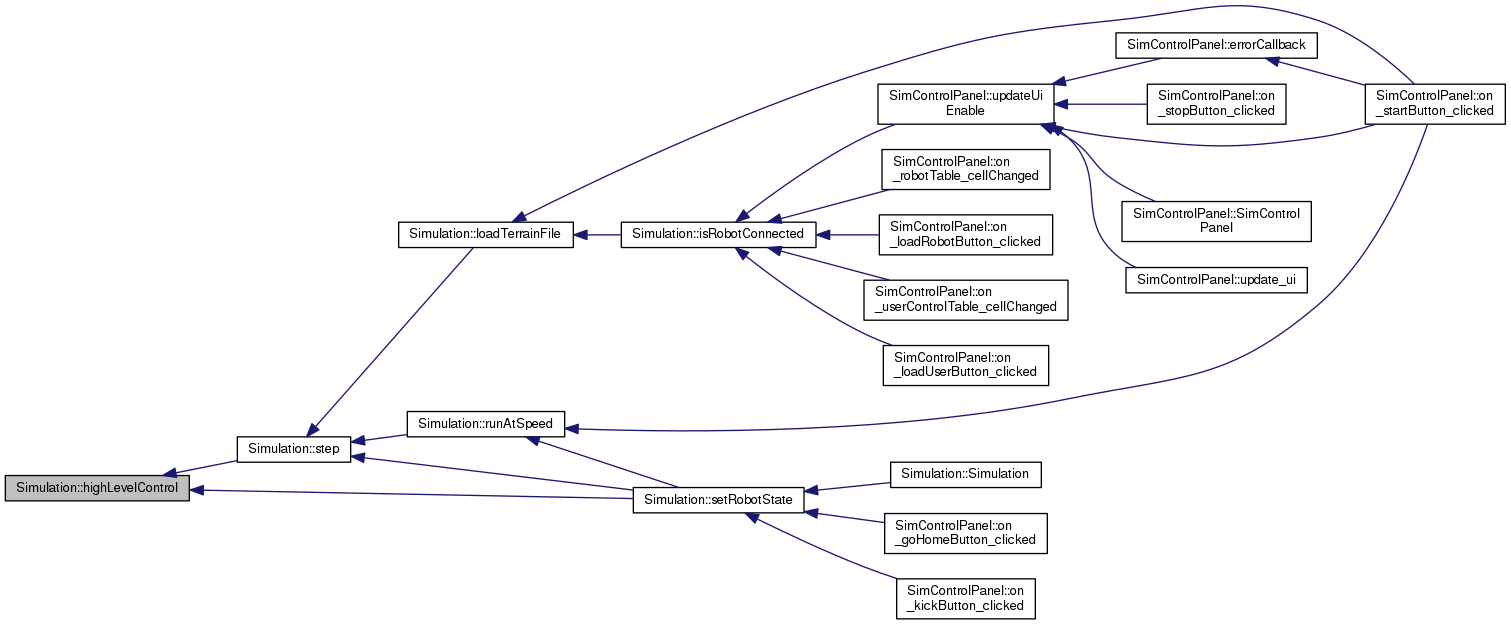 SimControlPanel::errorCallback
SimControlPanel::updateUi
Enable
SimControlPanel::on
_stopButton_clicked
SimControlPanel::on
_startButton_clicked
SimControlPanel::on
_robotTable_cellChanged
SimControlPanel::SimControl
Panel
Simulation::loadTerrainFile
Simulation::isRobotConnected
SimControlPanel::on
_loadRobotButton_clicked
SimControlPanel::update_ui
SimControlPanel::on
_userControlTable_cellChanged
SimControlPanel::on
_loadUserButton_clicked
Simulation::runAtSpeed
Simulation::step
Simulation::highLevelControl
Simulation::setRobotState
Simulation::Simulation
SimControlPanel::on
_goHomeButton_clicked
SimControlPanel::on
_kickButton_clicked